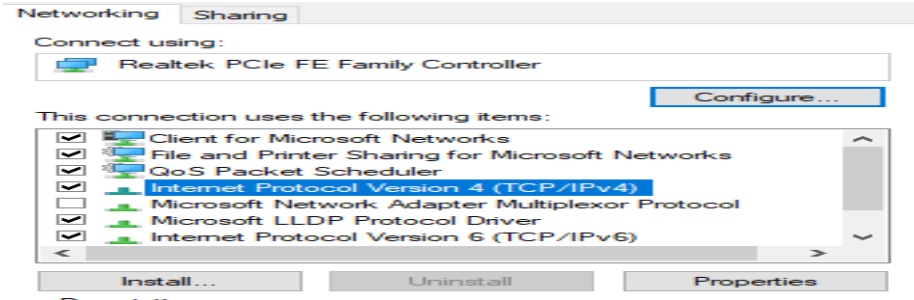 Networking Sharing
Connect using:
Realtek PCIe FE Family Controller
Configure...
This connection uses the following items:
Client for Microsoft Networks
File and Printer Sharing for Microsoft Networks
QoS Packet Scheduler
Internet Protocol Version 4 (TCP/IPv4)
Microsoft Network Adapter Multiplexor Protocol
Microsoft LLDP Protocol Driver
Internet Protocol Version 6 (TCP/IPv6)
Install... Uninstall Properties